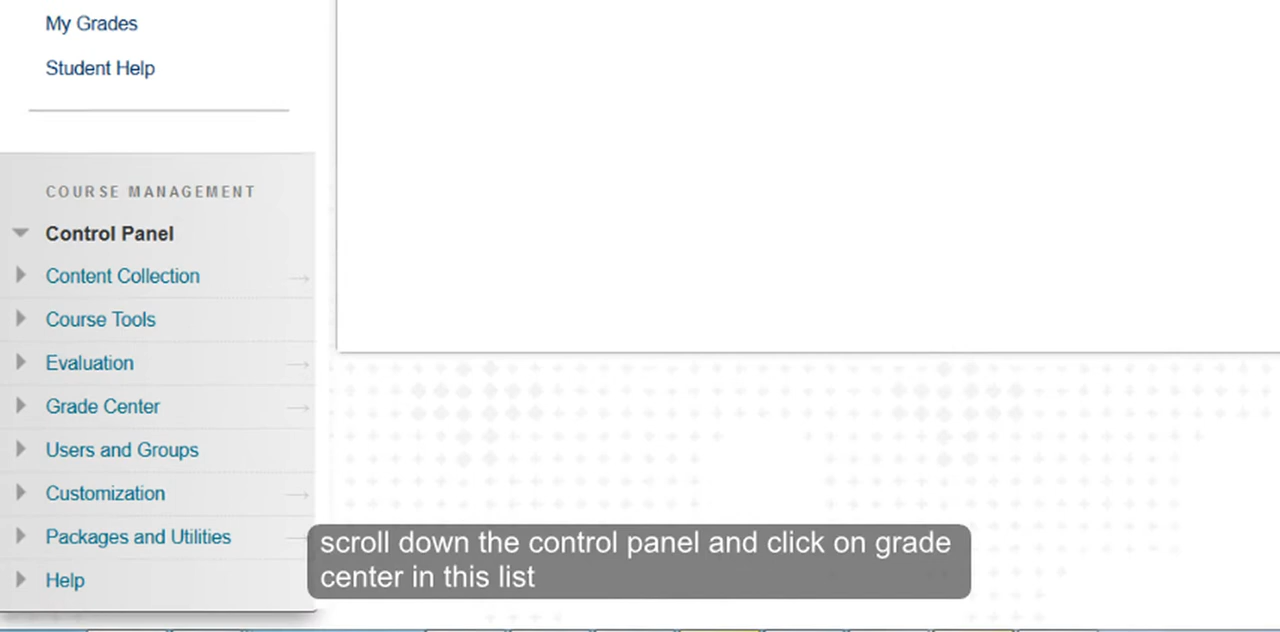 My Grades
Student Help
COURSE MANAGEMENT
Control Panel
Content Collection
Course Tools
Evaluation
Grade Center
Users and Groups
Customization
Packages and Utilities
Help
scroll down the control panel and click on grade
center in this list